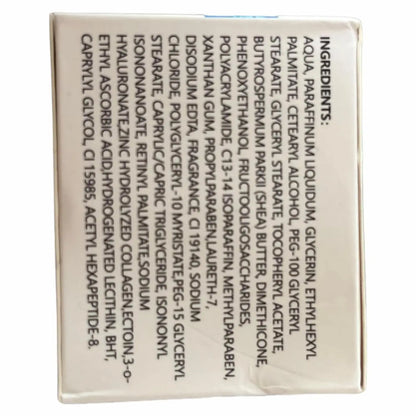 INGREDIENTS:
AQUA, PARAFFINUM LIQUIDUM, GLYCERIN, ETHYLHEXYL
PALMITATE, CETEARYL ALCOHOL, PEG-100 GLYCERYL
STEARATE, GLYCERYL STEARATE, TOCOPHERYL ACETATE,
BUTYROSPERMUM PARKII (SHEA) BUTTER, DIMETHICONE,
PHENOXYETHANOL, FRUCTOOLIGOSACCHARIDES,
POLYACRYLAMIDE, C13-14 ISOPARAFFIN, METHYLPARABEN,
XANTHAN GUM, PROPYLPARABEN,LAURETH-7,
DISODIUM EDTA, FRAGRANCE, CI 19140, SODIUM
CHLORIDE, POLYGLYCERYL-10 MYRISTATE,PEG-15 GLYCERYL
STEARATE, CAPRYLIC/CAPRIC TRIGLYCERIDE, ISONONYL
ISONONANOATE, RETINYL PALMITATE,SODIUM
HYALURONATE,ZINC HYDROLYZED COLLAGEN,ECTOIN,3-o-
ETHYL ASCORBIC ACID,HYDROGENATED LECITHIN, BHT,
CAPRYLYL GLYCOL, CI 15985, ACETYL HEXAPEPTIDE-8.